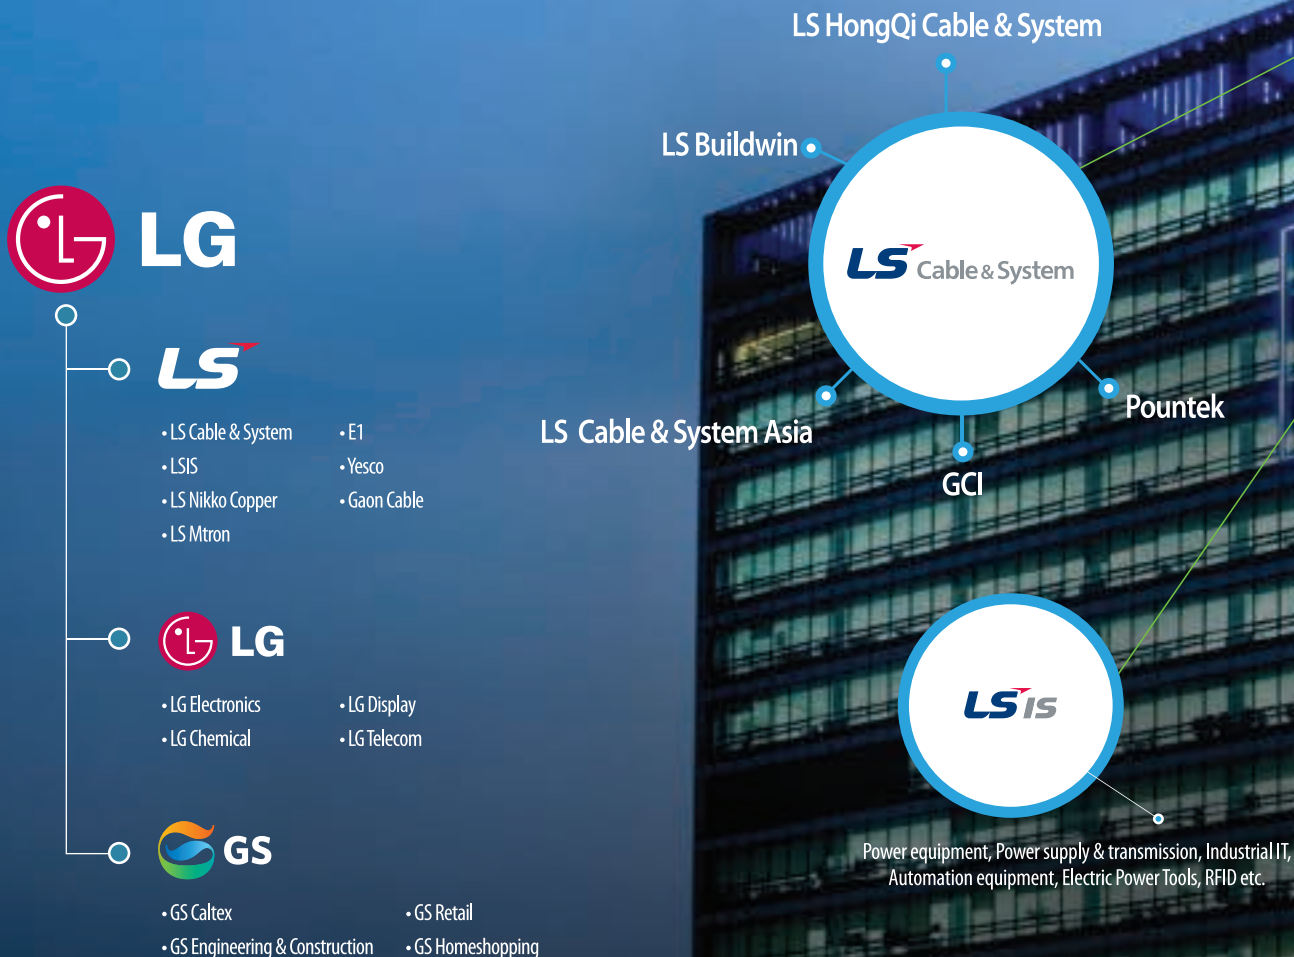 LG
LS
• LS Cable & System
• E1
• LSIS
• Yesco
• LS Nikko Copper
• Gaon Cable
• LS Mtron
LG
• LG Electronics
• LG Display
• LG Chemical
• LG Telecom
GS
• GS Caltex
• GS Retail
• GS Engineering & Construction
• GS Homeshopping
LS HongQi Cable & System
LS Buildwin
LS Cable & System
LS Cable & System Asia
Pountek
GCI
LS IS
Power equipment, Power supply & transmission, Industrial IT,
Automation equipment, Electric Power Tools, RFID etc.